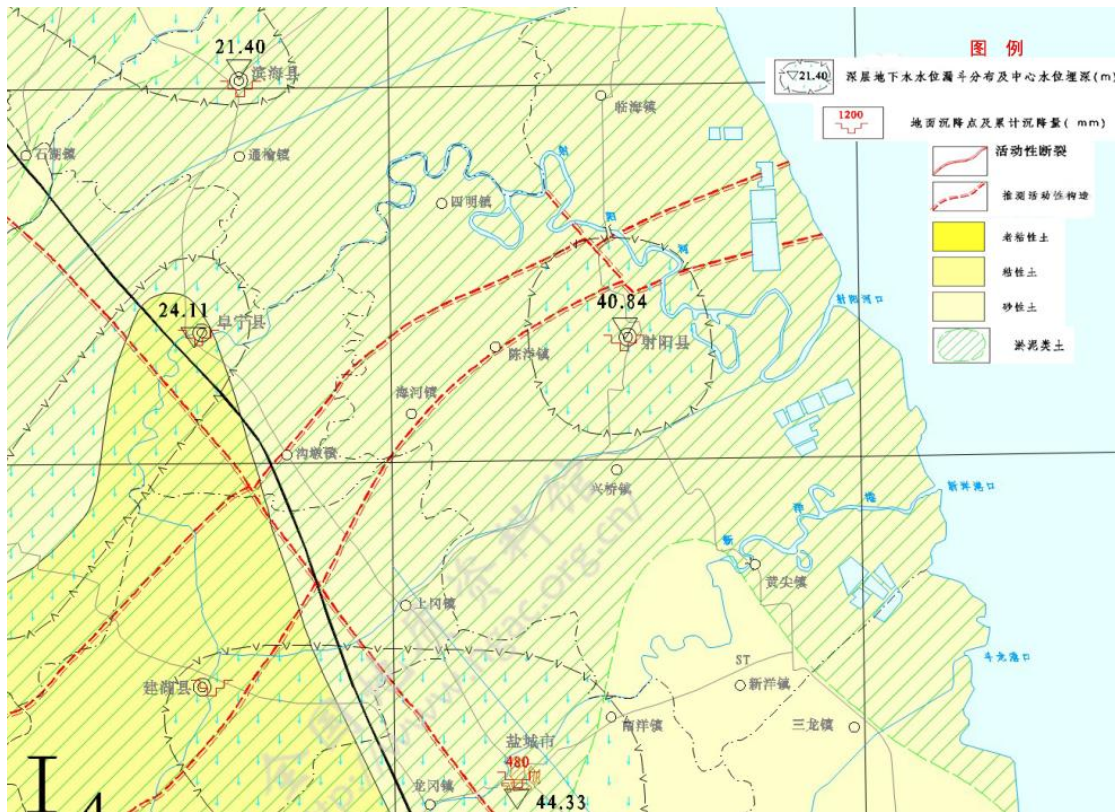 21.40
滨海县
图 例
21.40
深层地下水水位漏斗分布及中心水位埋深(m)
1200
地面沉降点及累计沉降量( mm)
活动性断裂
推测活动性构造
老粘性土
粘性土
砂性土
淤泥类土
临海镇
通榆镇
四明镇
射
阳
河
射阳河口
24.11
阜宁县
40.84
射阳县
陈洋镇
海河镇
沟墩镇
兴桥镇
新
洋
港
新洋港口
黄尖镇
上冈镇
斗龙港口
建湖县
ST
新洋镇
南洋镇
三龙镇
盐城市
480
龙冈镇
44.33
I
4